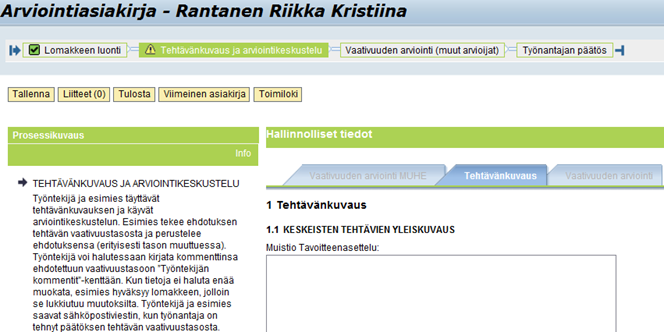 Arviointiasiakirja - Rantanen Riikka Kristiina
Lomakkeen luonti
Tehtävänkuvaus ja arviointikeskustelu
Vaativuuden arviointi (muut arvioijat)
Työnantajan päätös
Tallenna
Liitteet (0)
Tulosta
Viimeinen asiakirja
Toimiloki
Prosessikuvaus
Info
TEHTÄVÄNKUVAUS JA ARVIOINTIKESKUSTELU
Työntekijä ja esimies täyttävät
tehtävänkuvauksen ja käyvät
arviointikeskustelun. Esimies tekee ehdotuksen
tehtävän vaativuustasosta ja perustelee
ehdotuksensa (erityisesti tason muuttuessa).
Työntekijä voi halutessaan kirjata kommenttinsa
ehdotettuun vaativuustasoon "Työntekijän
kommentit"-kenttään. Kun tietoja ei haluta enää
muokata, esimies hyväksyy lomakkeen, jolloin
se lukkiutuu muutoksilta. Työntekijä ja esimies
saavat sähköpostiviestin, kun työnantaja on
tehnyt päätöksen tehtävän vaativuustasosta.
Hallinnolliset tiedot
Vaativuuden arviointi MUHE
Tehtävänkuvaus
Vaativuuden arviointi
1 Tehtävänkuvaus
1.1 KESKEISTEN TEHTÄVIEN YLEISKUVAUS
Muistio Tavoitteenasettelu: